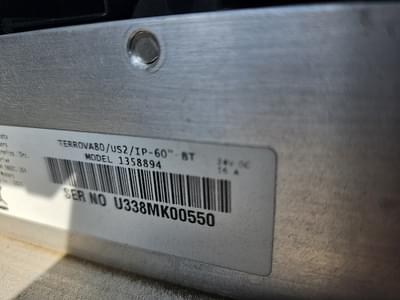 TERROVA80/US2/IP-60" BT
MODEL 1358894
24V DC
56 A
SER NO U338MK00550